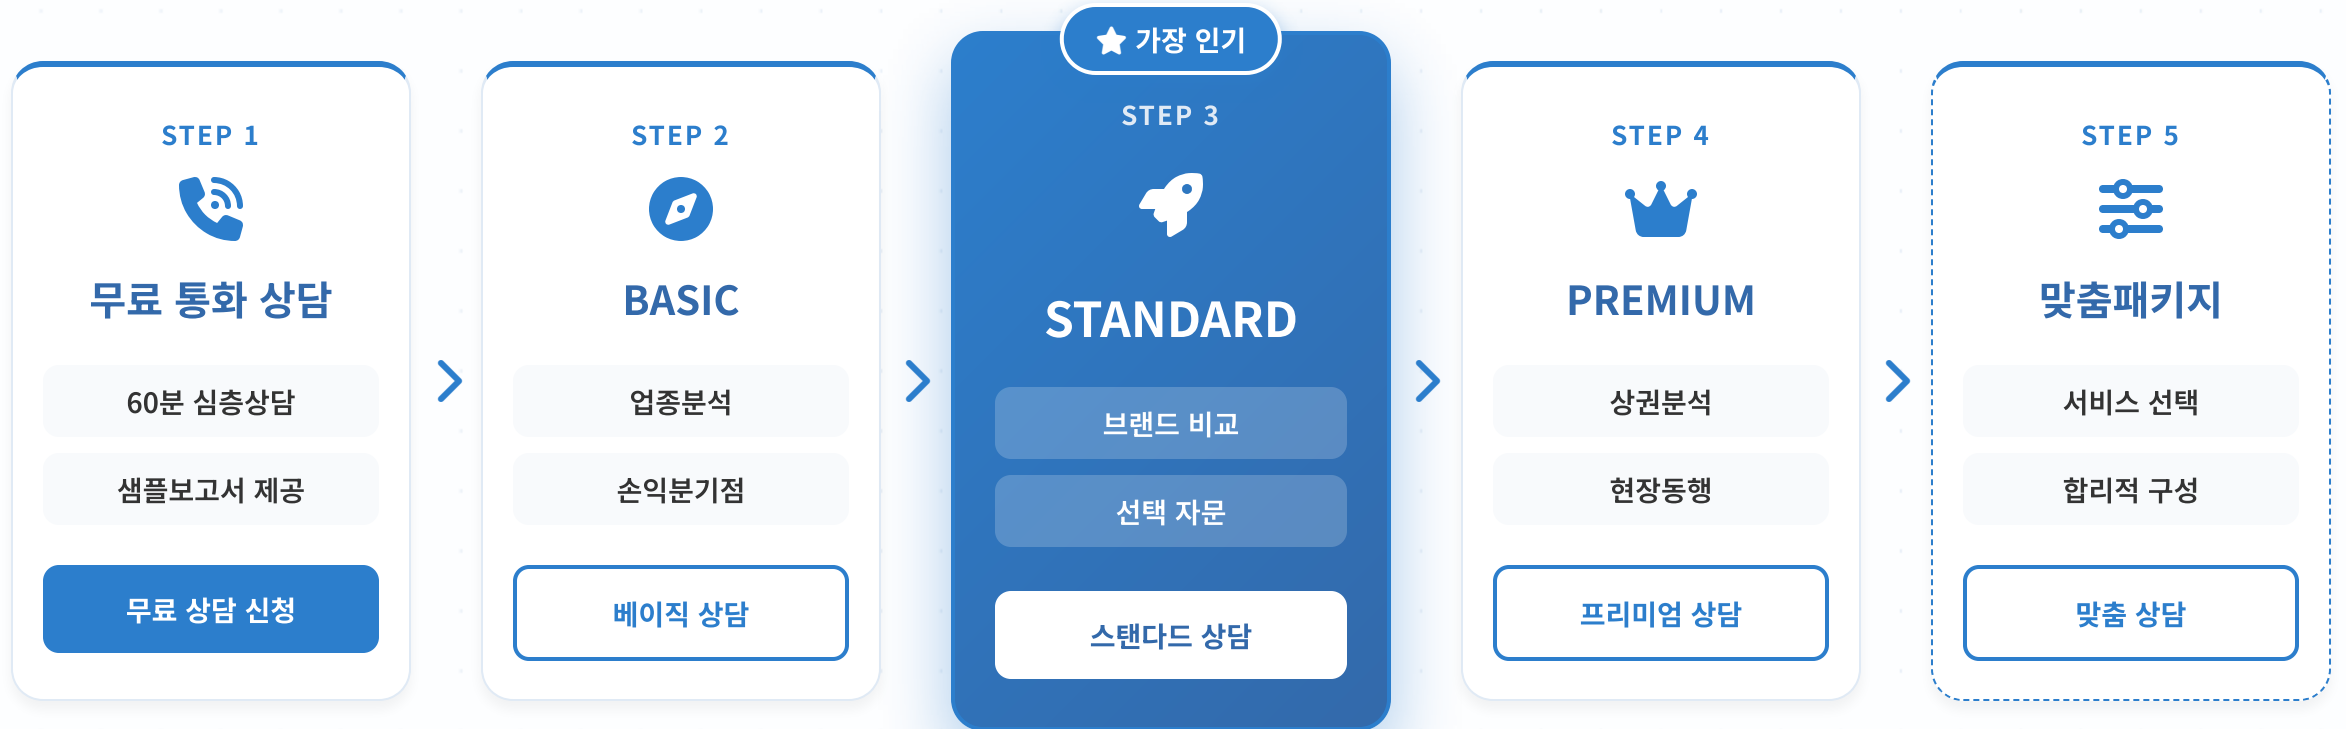 STEP 1
무료 통화 상담
60분 심층상담
샘플보고서 제공
무료 상담 신청
STEP 2
BASIC
업종분석
손익분기점
베이직 상담
가장 인기
STEP 3
STANDARD
브랜드 비교
선택 자문
스탠다드 상담
STEP 4
PREMIUM
상권분석
현장동행
프리미엄 상담
STEP 5
맞춤패키지
서비스 선택
합리적 구성
맞춤 상담